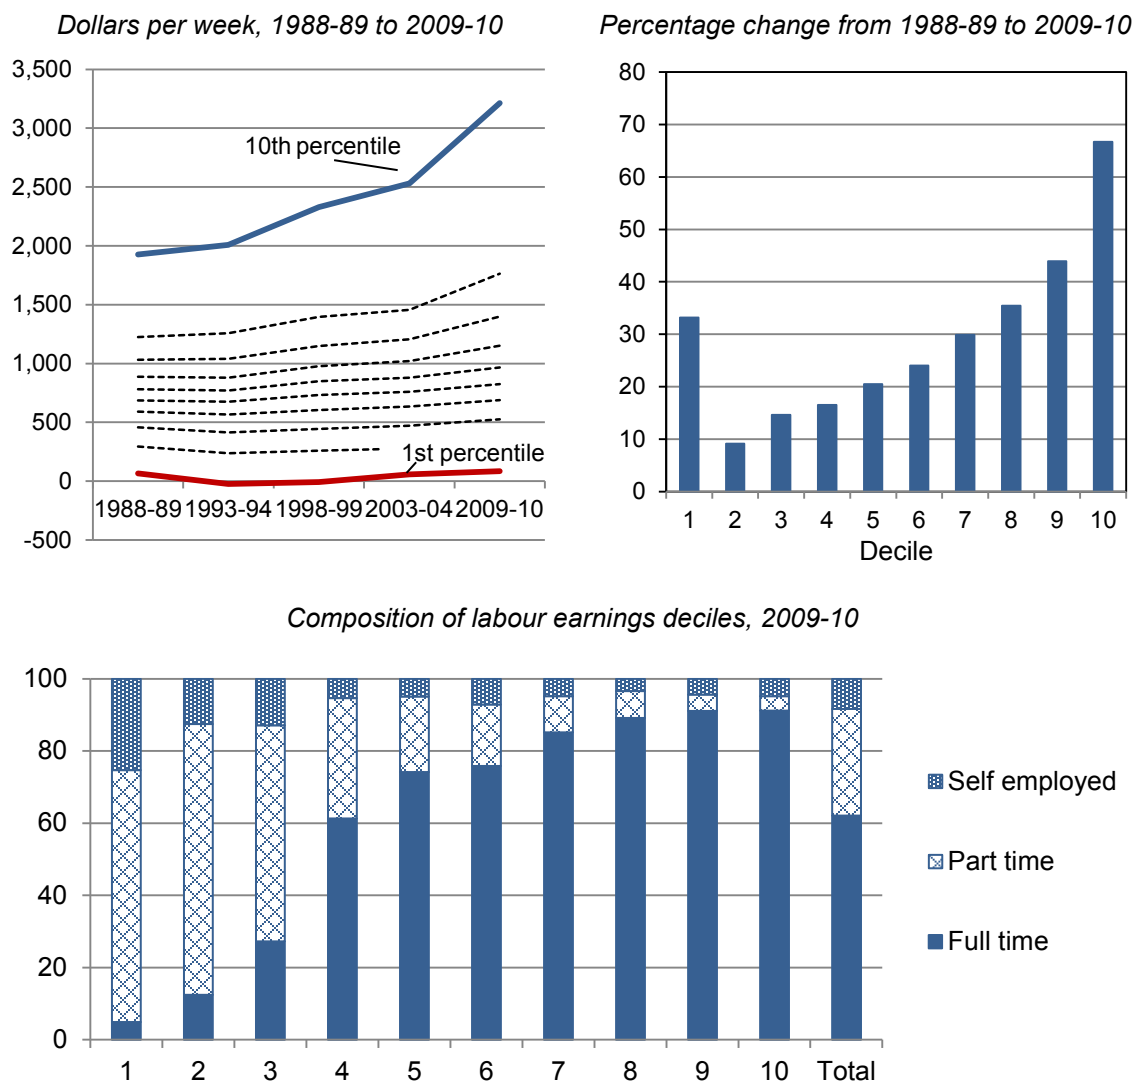 Dollars per week, 1988-89 to 2009-10
3,500
3,000
2,500
2,000
1,500
1,000
500
0
-500
10th percentile
1st percentile
1988-89 1993-94 1998-99 2003-04 2009-10
Percentage change from 1988-89 to 2009-10
80
70
60
50
40
30
20
10
0
1 2 3 4 5 6 7 8 9 10
Decile
Composition of labour earnings deciles, 2009-10
100
80
60
40
20
0
1 2 3 4 5 6 7 8 9 10 Total
Self employed
Part time
Full time